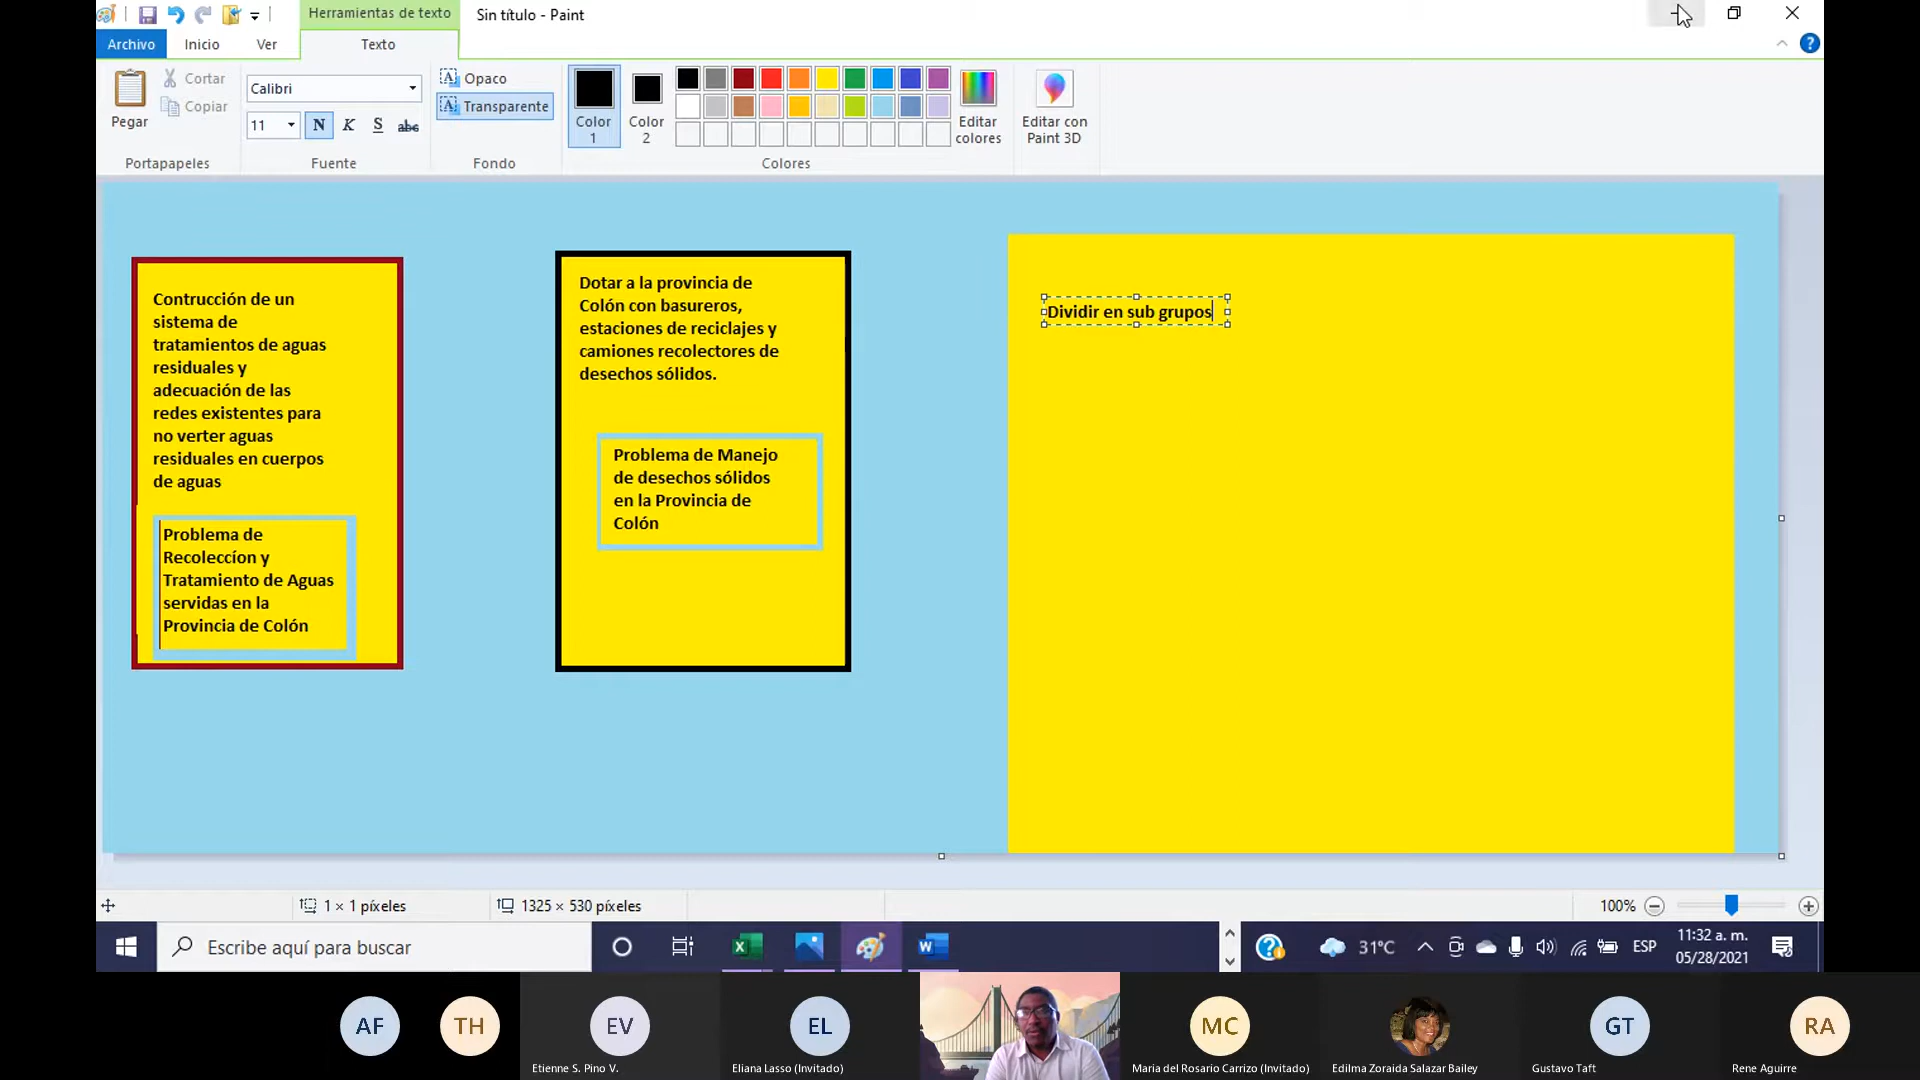 Herramientas de texto
Sin título - Paint
Archivo
Inicio
Ver
Texto
Pegar
Cortar
Copiar
Portapapeles
Calibri
11
N K S abc
Fuente
Opaco
Transparente
Fondo
Color
1
Color
2
Editar
colores
Colores
Editar con
Paint 3D
Contrucción de un
sistema de
tratamientos de aguas
residuales y
adecuación de las
redes existentes para
no verter aguas
residuales en cuerpos
de aguas
Problema de
Recoleccíon y
Tratamiento de Aguas
servidas en la
Provincia de Colón
Dotar a la provincia de
Colón con basureros,
estaciones de reciclajes y
camiones recolectores de
desechos sólidos.
Problema de Manejo
de desechos sólidos
en la Provincia de
Colón
Dividir en sub grupos
1 × 1 píxeles
1325 × 530 píxeles
100%
Escribe aquí para buscar
31°C
ESP
11:32 a. m.
05/28/2021
AF
TH
EV
Etienne S. Pino V.
EL
Eliana Lasso (Invitado)
MC
Maria del Rosario Carrizo (Invitado)
Edilma Zoraida Salazar Bailey
GT
Gustavo Taft
RA
Rene Aguirre